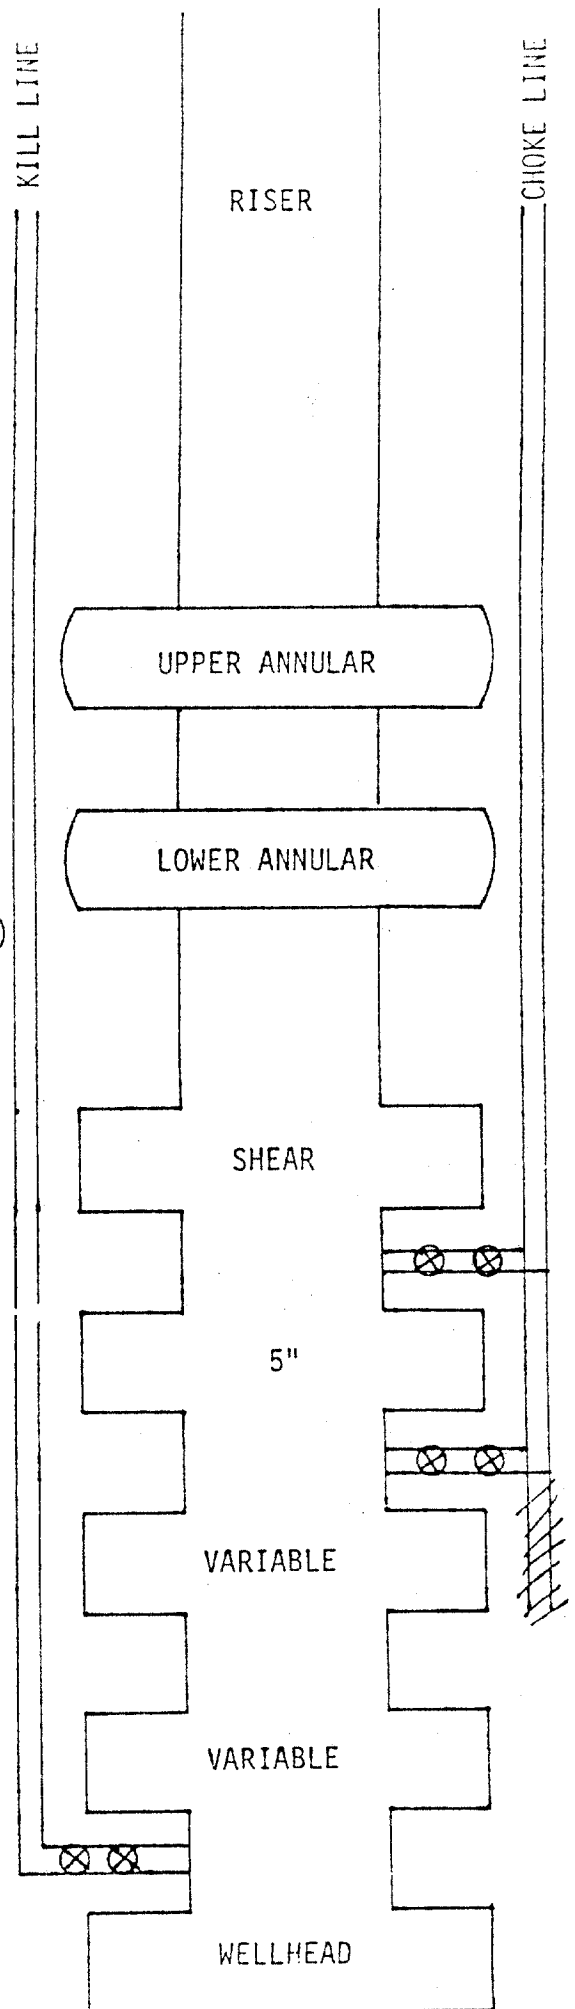 KILL LINE
CHOKE LINE
RISER
UPPER ANNULAR
LOWER ANNULAR
SHEAR
5"
VARIABLE
VARIABLE
WELLHEAD